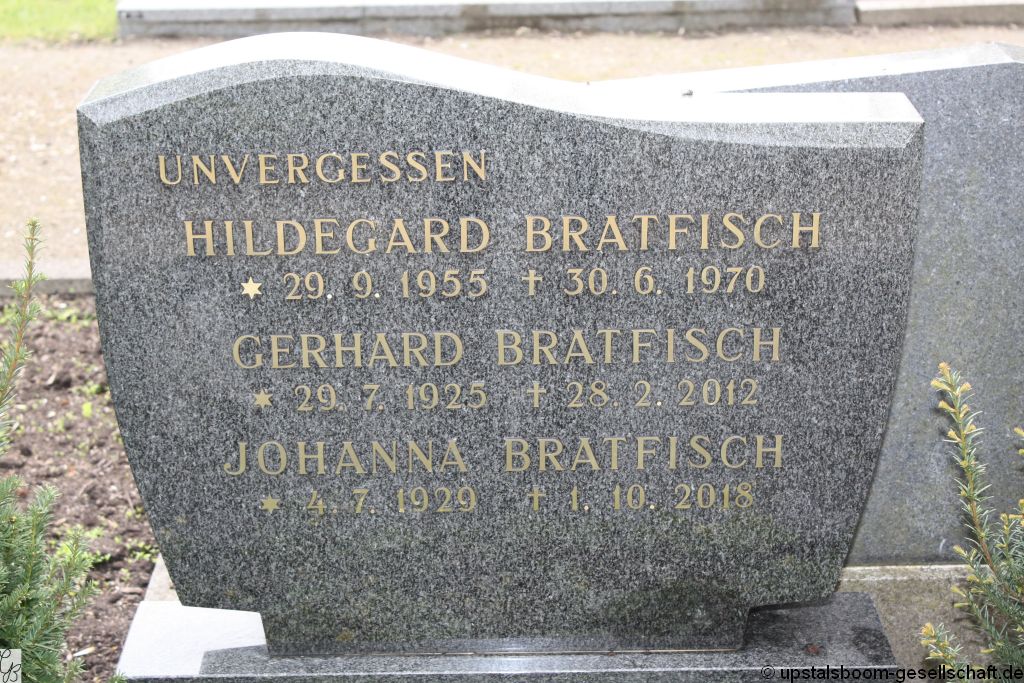 UNVERGESSEN
HILDEGARD BRATFISCH
* 29. 9. 1955 † 30. 6. 1970
GERHARD BRATFISCH
* 29. 7. 1925 † 28. 2. 2012
JOHANNA BRATFISCH
* 4. 7. 1929 † 1. 10. 2018
© upstalsboom-gesellschaft.de